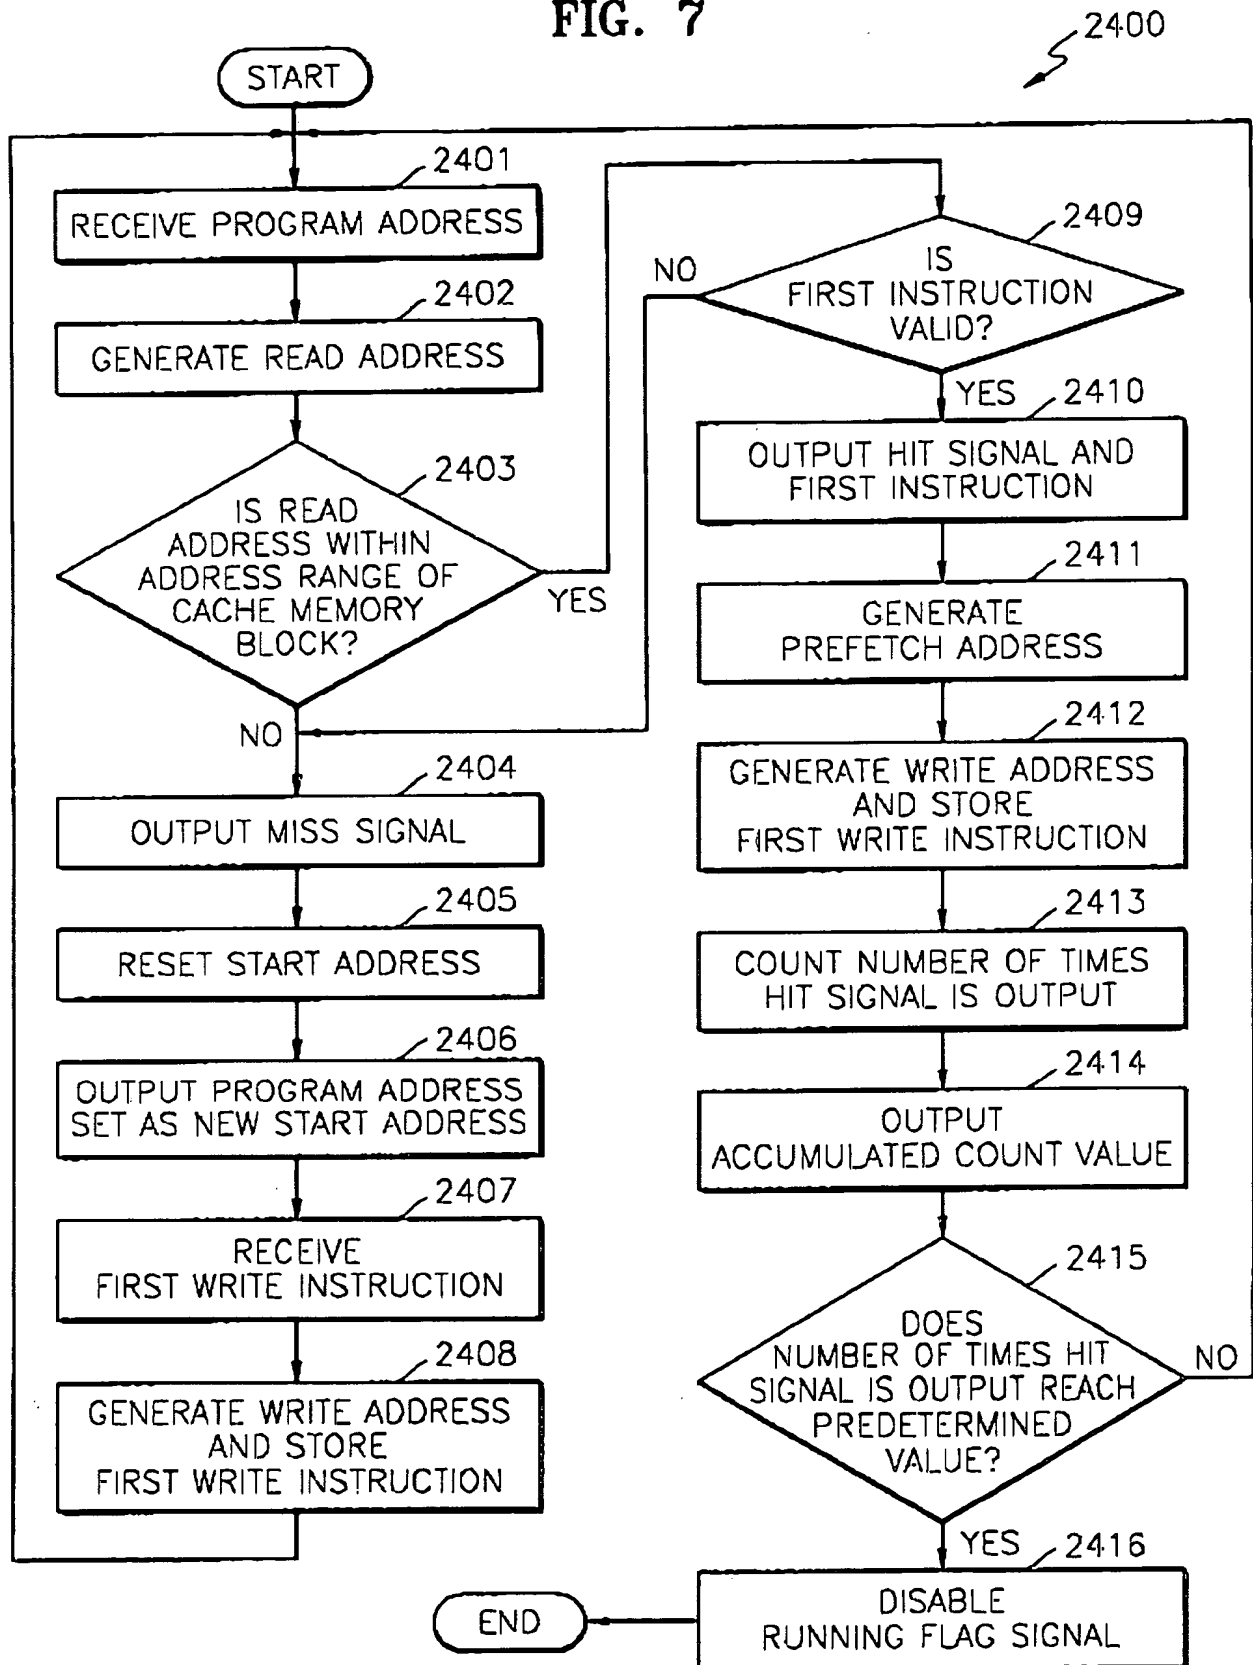 FIG. 7
2400
START
2401
RECEIVE PROGRAM ADDRESS
2402
GENERATE READ ADDRESS
2403
IS READ
ADDRESS WITHIN
ADDRESS RANGE OF
CACHE MEMORY
BLOCK?
YES
NO
2404
OUTPUT MISS SIGNAL
2405
RESET START ADDRESS
2406
OUTPUT PROGRAM ADDRESS
SET AS NEW START ADDRESS
2407
RECEIVE
FIRST WRITE INSTRUCTION
2408
GENERATE WRITE ADDRESS
AND STORE
FIRST WRITE INSTRUCTION
2409
IS
FIRST INSTRUCTION
VALID?
NO
YES
2410
OUTPUT HIT SIGNAL AND
FIRST INSTRUCTION
2411
GENERATE
PREFETCH ADDRESS
2412
GENERATE WRITE ADDRESS
AND STORE
FIRST WRITE INSTRUCTION
2413
COUNT NUMBER OF TIMES
HIT SIGNAL IS OUTPUT
2414
OUTPUT
ACCUMULATED COUNT VALUE
2415
DOES
NUMBER OF TIMES HIT
SIGNAL IS OUTPUT REACH
PREDETERMINED
VALUE?
NO
YES
2416
DISABLE
RUNNING FLAG SIGNAL
END